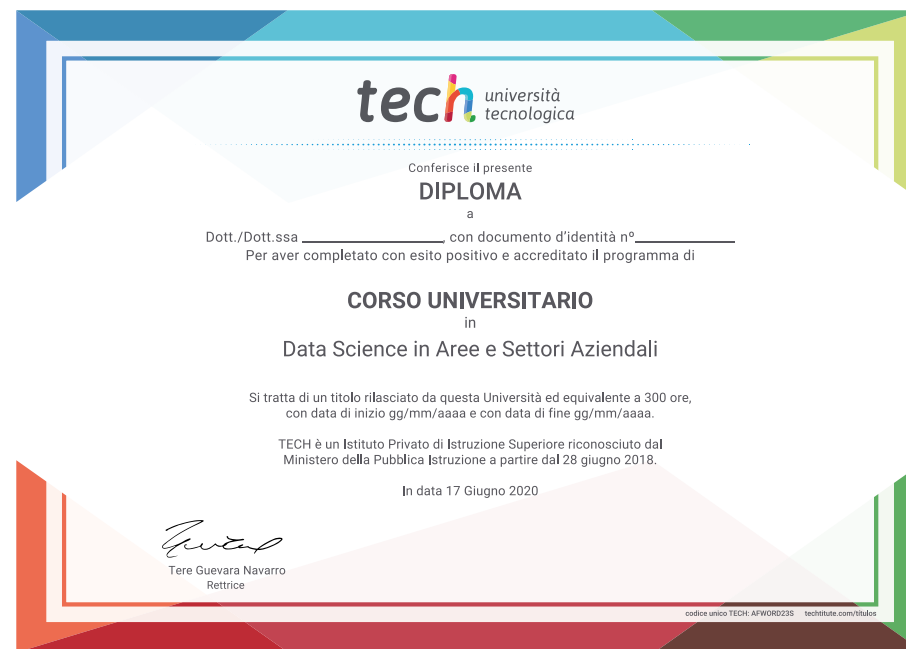 tech università
tecnologica
Conferisce il presente
DIPLOMA
a
Dott./Dott.ssa ____________________, con documento d'identità nº______________
Per aver completato con esito positivo e accreditato il programma di
CORSO UNIVERSITARIO
in
Data Science in Aree e Settori Aziendali
Si tratta di un titolo rilasciato da questa Università ed equivalente a 300 ore,
con data di inizio gg/mm/aaaa e con data di fine gg/mm/aaaa.
TECH è un Istituto Privato di Istruzione Superiore riconosciuto dal
Ministero della Pubblica Istruzione a partire dal 28 giugno 2018.
In data 17 Giugno 2020
Tere Guevara Navarro
Rettrice
codice unico TECH: AFWORD23S techtitute.com/titulos